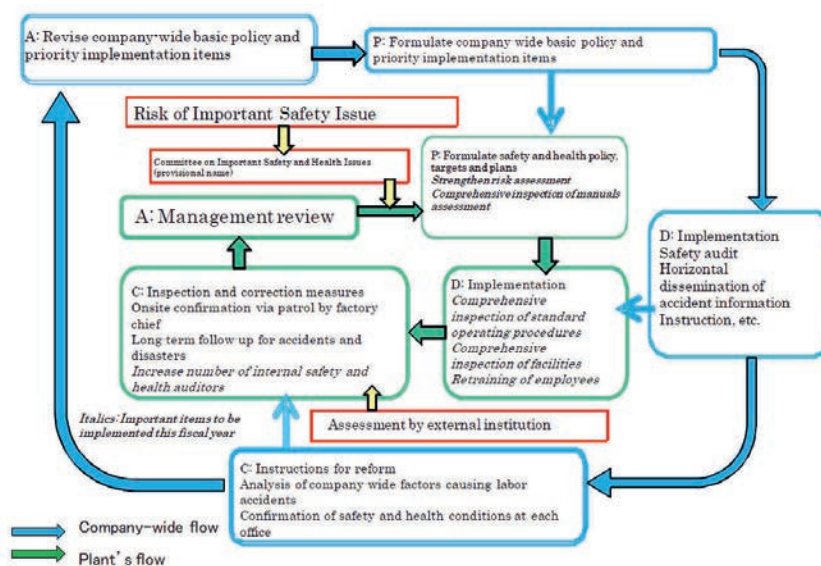 A: Revise company-wide basic policy and
priority implementation items
P: Formulate company wide basic policy and
priority implementation items
Risk of Important Safety Issue
Committee on Important Safety and Health Issues
(provisional name)
P: Formulate safety and health policy,
targets and plans
Strengthen risk assessment
Comprehensive inspection of manuals
assessment
A: Management review
D: Implementation
Safety audit
Horizontal
dissemination of
accident information
Instruction, etc.
C: Inspection and correction measures
Onsite confirmation via patrol by factory
chief
Long-term follow up for accidents and
disasters
Increase number of internal safety and
health auditors
D: Implementation
Comprehensive
inspection of standard
operating procedures
Comprehensive
inspection of facilities
Retraining of employees
Italics: Important items to be
implemented this fiscal year
Assessment by external institution
C: Instructions for reform
Analysis of company wide factors causing labor
accidents
Confirmation of safety and health conditions at each
office
Company-wide flow
Plant's flow